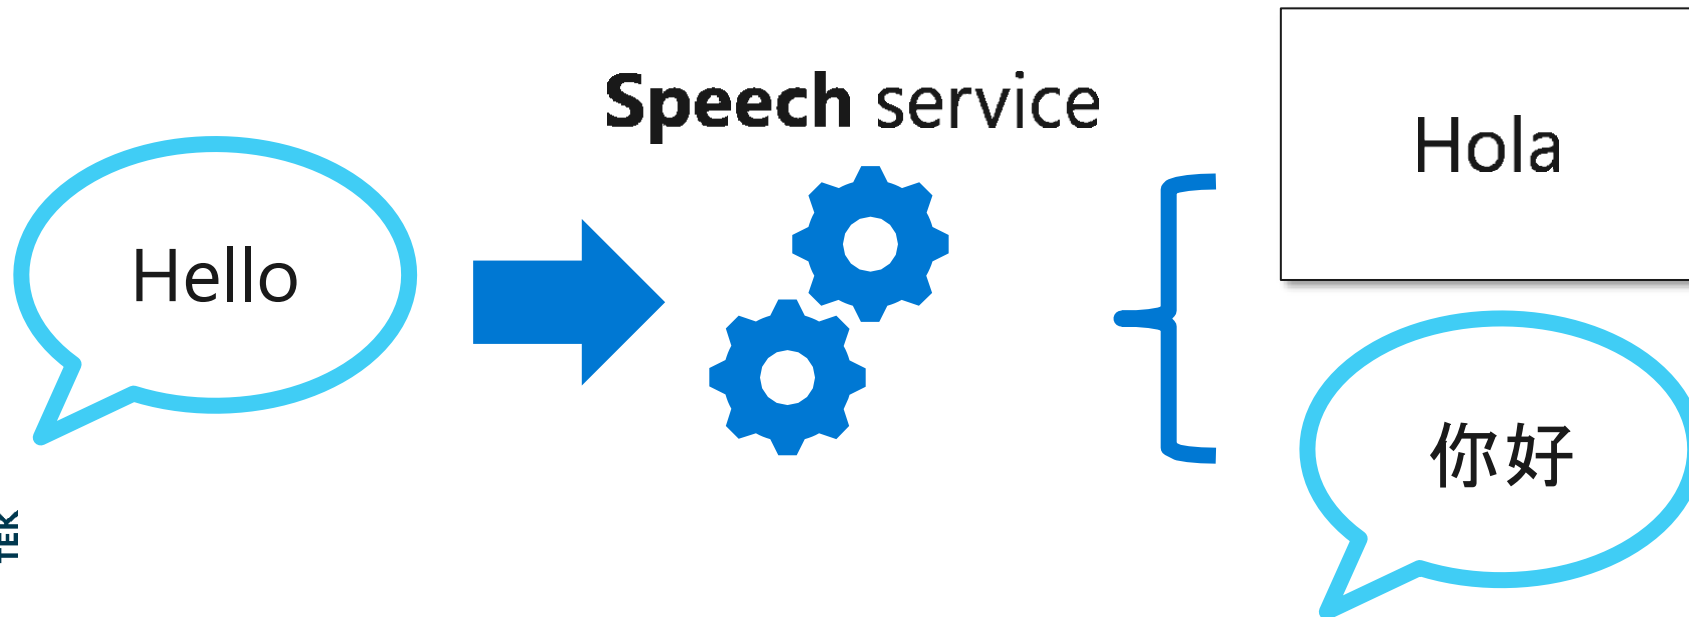 Speech service
Hello
Hola
你好
TEK